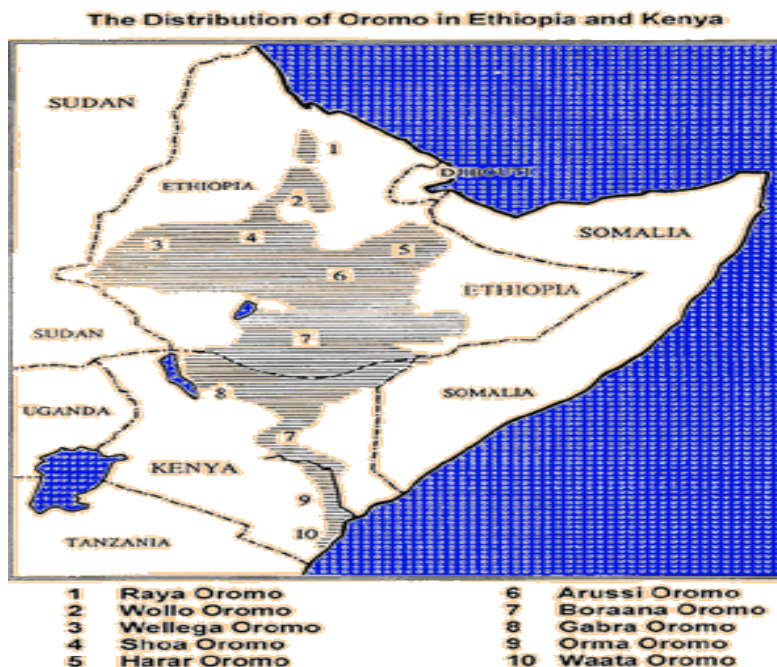 The Distribution of Oromo in Ethiopia and Kenya
SUDAN
1
DJIBOUTI
ETHIOPIA
2
SOMALIA
3
4
5
6
ETHIOPIA
SUDAN
7
8
SOMALIA
UGANDA
7
KENYA
9
10
TANZANIA
1 Raya Oromo
2 Wollo Oromo
3 Wellega Oromo
4 Shoa Oromo
5 Harar Oromo
6 Arussi Oromo
7 Boraana Oromo
8 Gabra Oromo
9 Orma Oromo
10 Waata Oromo